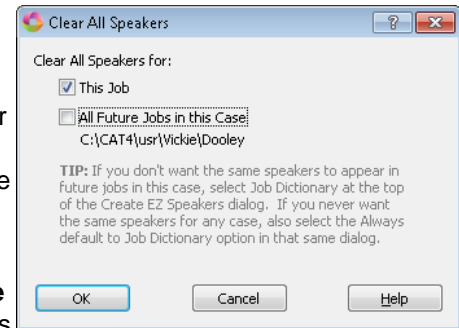 Clear All Speakers
Clear All Speakers for:
This Job
r
All Future Jobs in this Case
C:\CAT4\usr\Vickie\Dooley
e
TIP: If you don't want the same speakers to appear in
future jobs in this case, select Job Dictionary at the top
of the Create EZ Speakers dialog. If you never want
the same speakers for any case, also select the Always
default to Job Dictionary option in that same dialog.
e
OK Cancel Help
s